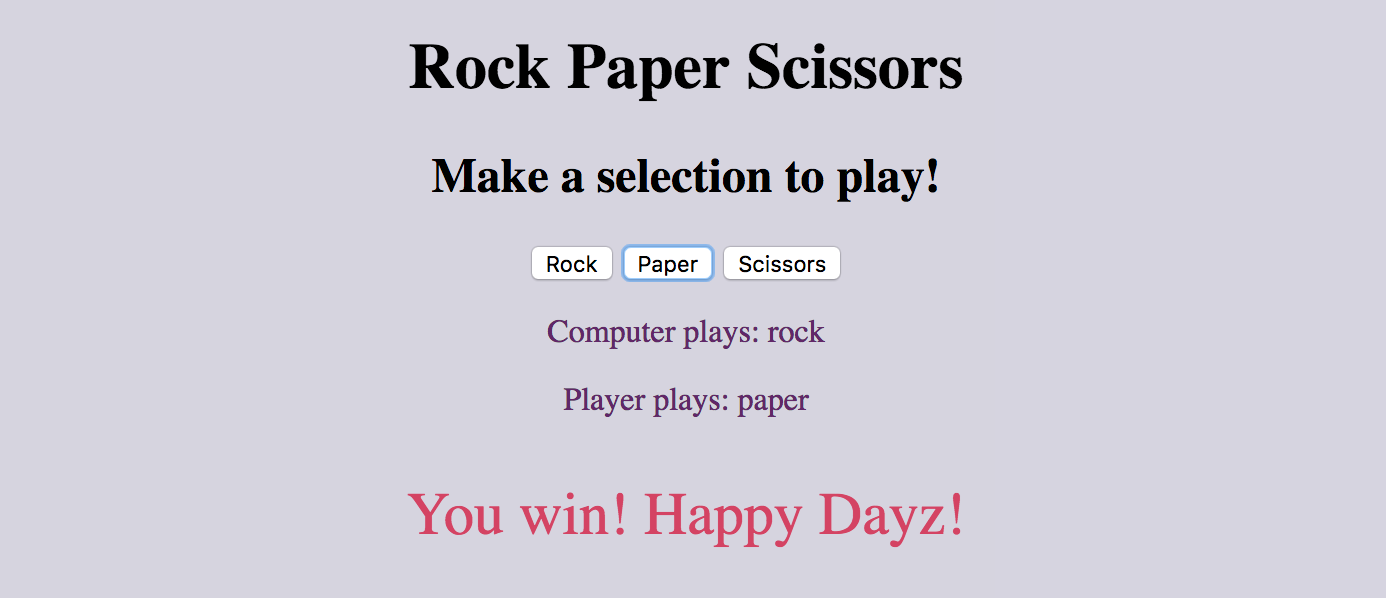 Rock Paper Scissors
Make a selection to play!
Rock Paper Scissors
Computer plays: rock
Player plays: paper
You win! Happy Dayz!